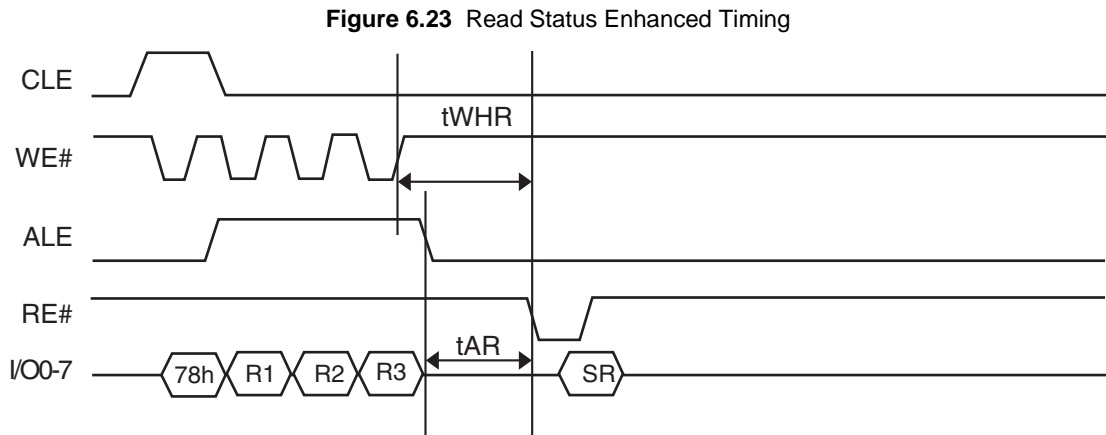 Figure 6.23 Read Status Enhanced Timing
CLE
tWHR
WE#
ALE
RE#
tAR
I/O0-7 78h R1 R2 R3 SR